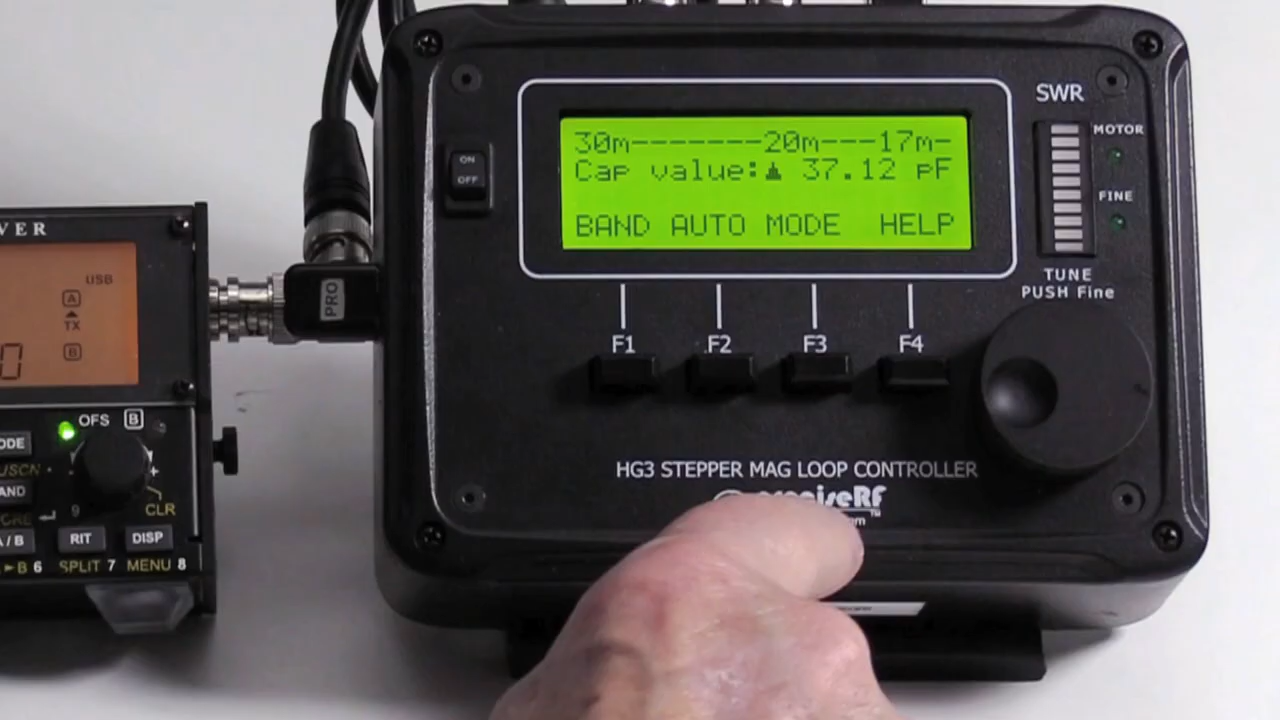 30m-------20m---17m-
Cap value: 37.12 pF
BAND AUTO MODE HELP
ON
OFF
SWR
MOTOR
FINE
TUNE
PUSH Fine
F1 F2 F3 F4
HG3 STEPPER MAG LOOP CONTROLLER
PRO
USB
A
TX
B
0
OFS B
CLR
9
RIT DISP
B 6 SPLIT 7 MENU 8